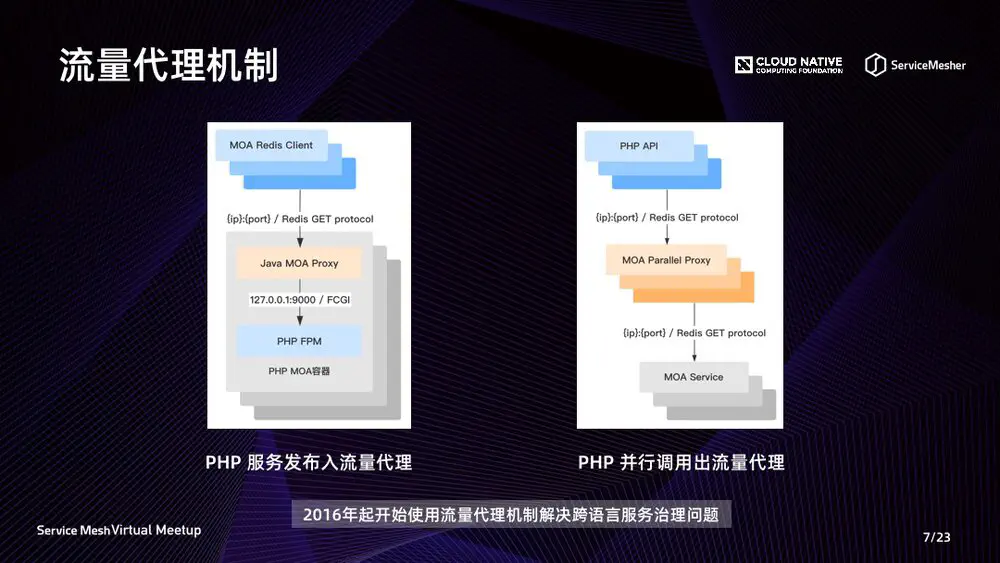 流量代理机制
CLOUD NATIVE
COMPUTING FOUNDATION
ServiceMesher
MOA Redis Client
{ip}:{port} / Redis GET protocol
Java MOA Proxy
127.0.0.1:9000 / FCGI
PHP FPM
PHP MOA容器
PHP 服务发布入流量代理
PHP API
{ip}:{port} / Redis GET protocol
MOA Parallel Proxy
{ip}:{port} / Redis GET protocol
MOA Service
PHP 并行调用出流量代理
2016年起开始使用流量代理机制解决跨语言服务治理问题
Service Mesh Virtual Meetup
7/23